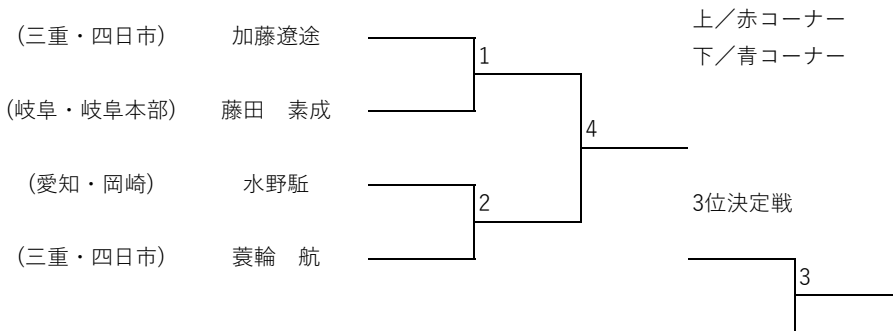 上／赤コーナー
(三重・四日市) 加藤遼途
1
下／青コーナー
(岐阜・岐阜本部) 藤田　素成
4
(愛知・岡崎) 水野駈
2
3位決定戦
(三重・四日市) 蓑輪　航
3